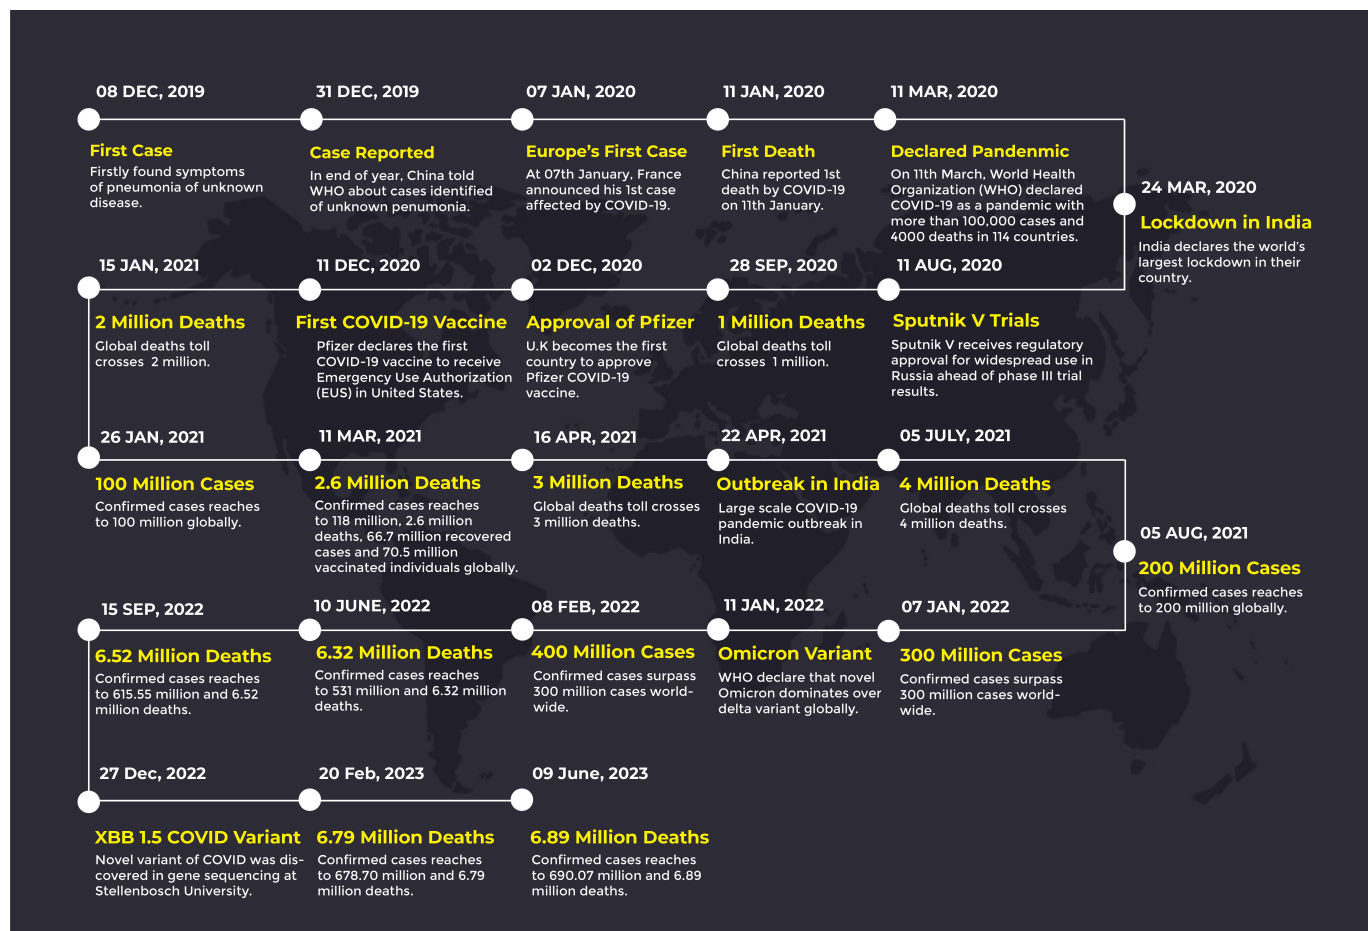 08 DEC, 2019
First Case
Firstly found symptoms
of pneumonia of unknown
disease.
31 DEC, 2019
Case Reported
In end of year, China told
WHO about cases identified
of unknown penumonia.
07 JAN, 2020
Europe's First Case
At 07th January, France
announced his 1st case
affected by COVID-19.
11 JAN, 2020
First Death
China reported 1st
death by COVID-19
on 11th January.
11 MAR, 2020
Declared Pandenmic
On 11th March, World Health
Organization (WHO) declared
COVID-19 as a pandemic with
more than 100,000 cases and
4000 deaths in 114 countries.
24 MAR, 2020
Lockdown in India
India declares the world's
largest lockdown in their
country.
11 AUG, 2020
Sputnik V Trials
Sputnik V receives regulatory
approval for widespread use in
Russia ahead of phase III trial
results.
28 SEP, 2020
1 Million Deaths
Global deaths toll
crosses 1 million.
02 DEC, 2020
Approval of Pfizer
U.K becomes the first
country to approve
Pfizer COVID-19
vaccine.
11 DEC, 2020
First COVID-19 Vaccine
Pfizer declares the first
COVID-19 vaccine to receive
Emergency Use Authorization
(EUS) in United States.
15 JAN, 2021
2 Million Deaths
Global deaths toll
crosses 2 million.
26 JAN, 2021
100 Million Cases
Confirmed cases reaches
to 100 million globally.
11 MAR, 2021
2.6 Million Deaths
Confirmed cases reaches
to 118 million, 2.6 million
deaths, 66.7 million recovered
cases and 70.5 million
vaccinated individuals globally.
16 APR, 2021
3 Million Deaths
Global deaths toll crosses
3 million deaths.
22 APR, 2021
Outbreak in India
Large scale COVID-19
pandemic outbreak in
India.
05 JULY, 2021
4 Million Deaths
Global deaths toll crosses
4 million deaths.
05 AUG, 2021
200 Million Cases
Confirmed cases reaches
to 200 million globally.
07 JAN, 2022
300 Million Cases
Confirmed cases surpass
300 million cases world-
wide.
11 JAN, 2022
Omicron Variant
WHO declare that novel
Omicron dominates over
delta variant globally.
08 FEB, 2022
400 Million Cases
Confirmed cases surpass
300 million cases world-
wide.
10 JUNE, 2022
6.32 Million Deaths
Confirmed cases reaches
to 531 million and 6.32 million
deaths.
15 SEP, 2022
6.52 Million Deaths
Confirmed cases reaches
to 615.55 million and 6.52
million deaths.
27 Dec, 2022
XBB 1.5 COVID Variant
Novel variant of COVID was dis-
covered in gene sequencing at
Stellenbosch University.
20 Feb, 2023
6.79 Million Deaths
Confirmed cases reaches
to 678.70 million and 6.79
million deaths.
09 June, 2023
6.89 Million Deaths
Confirmed cases reaches
to 690.07 million and 6.89
million deaths.